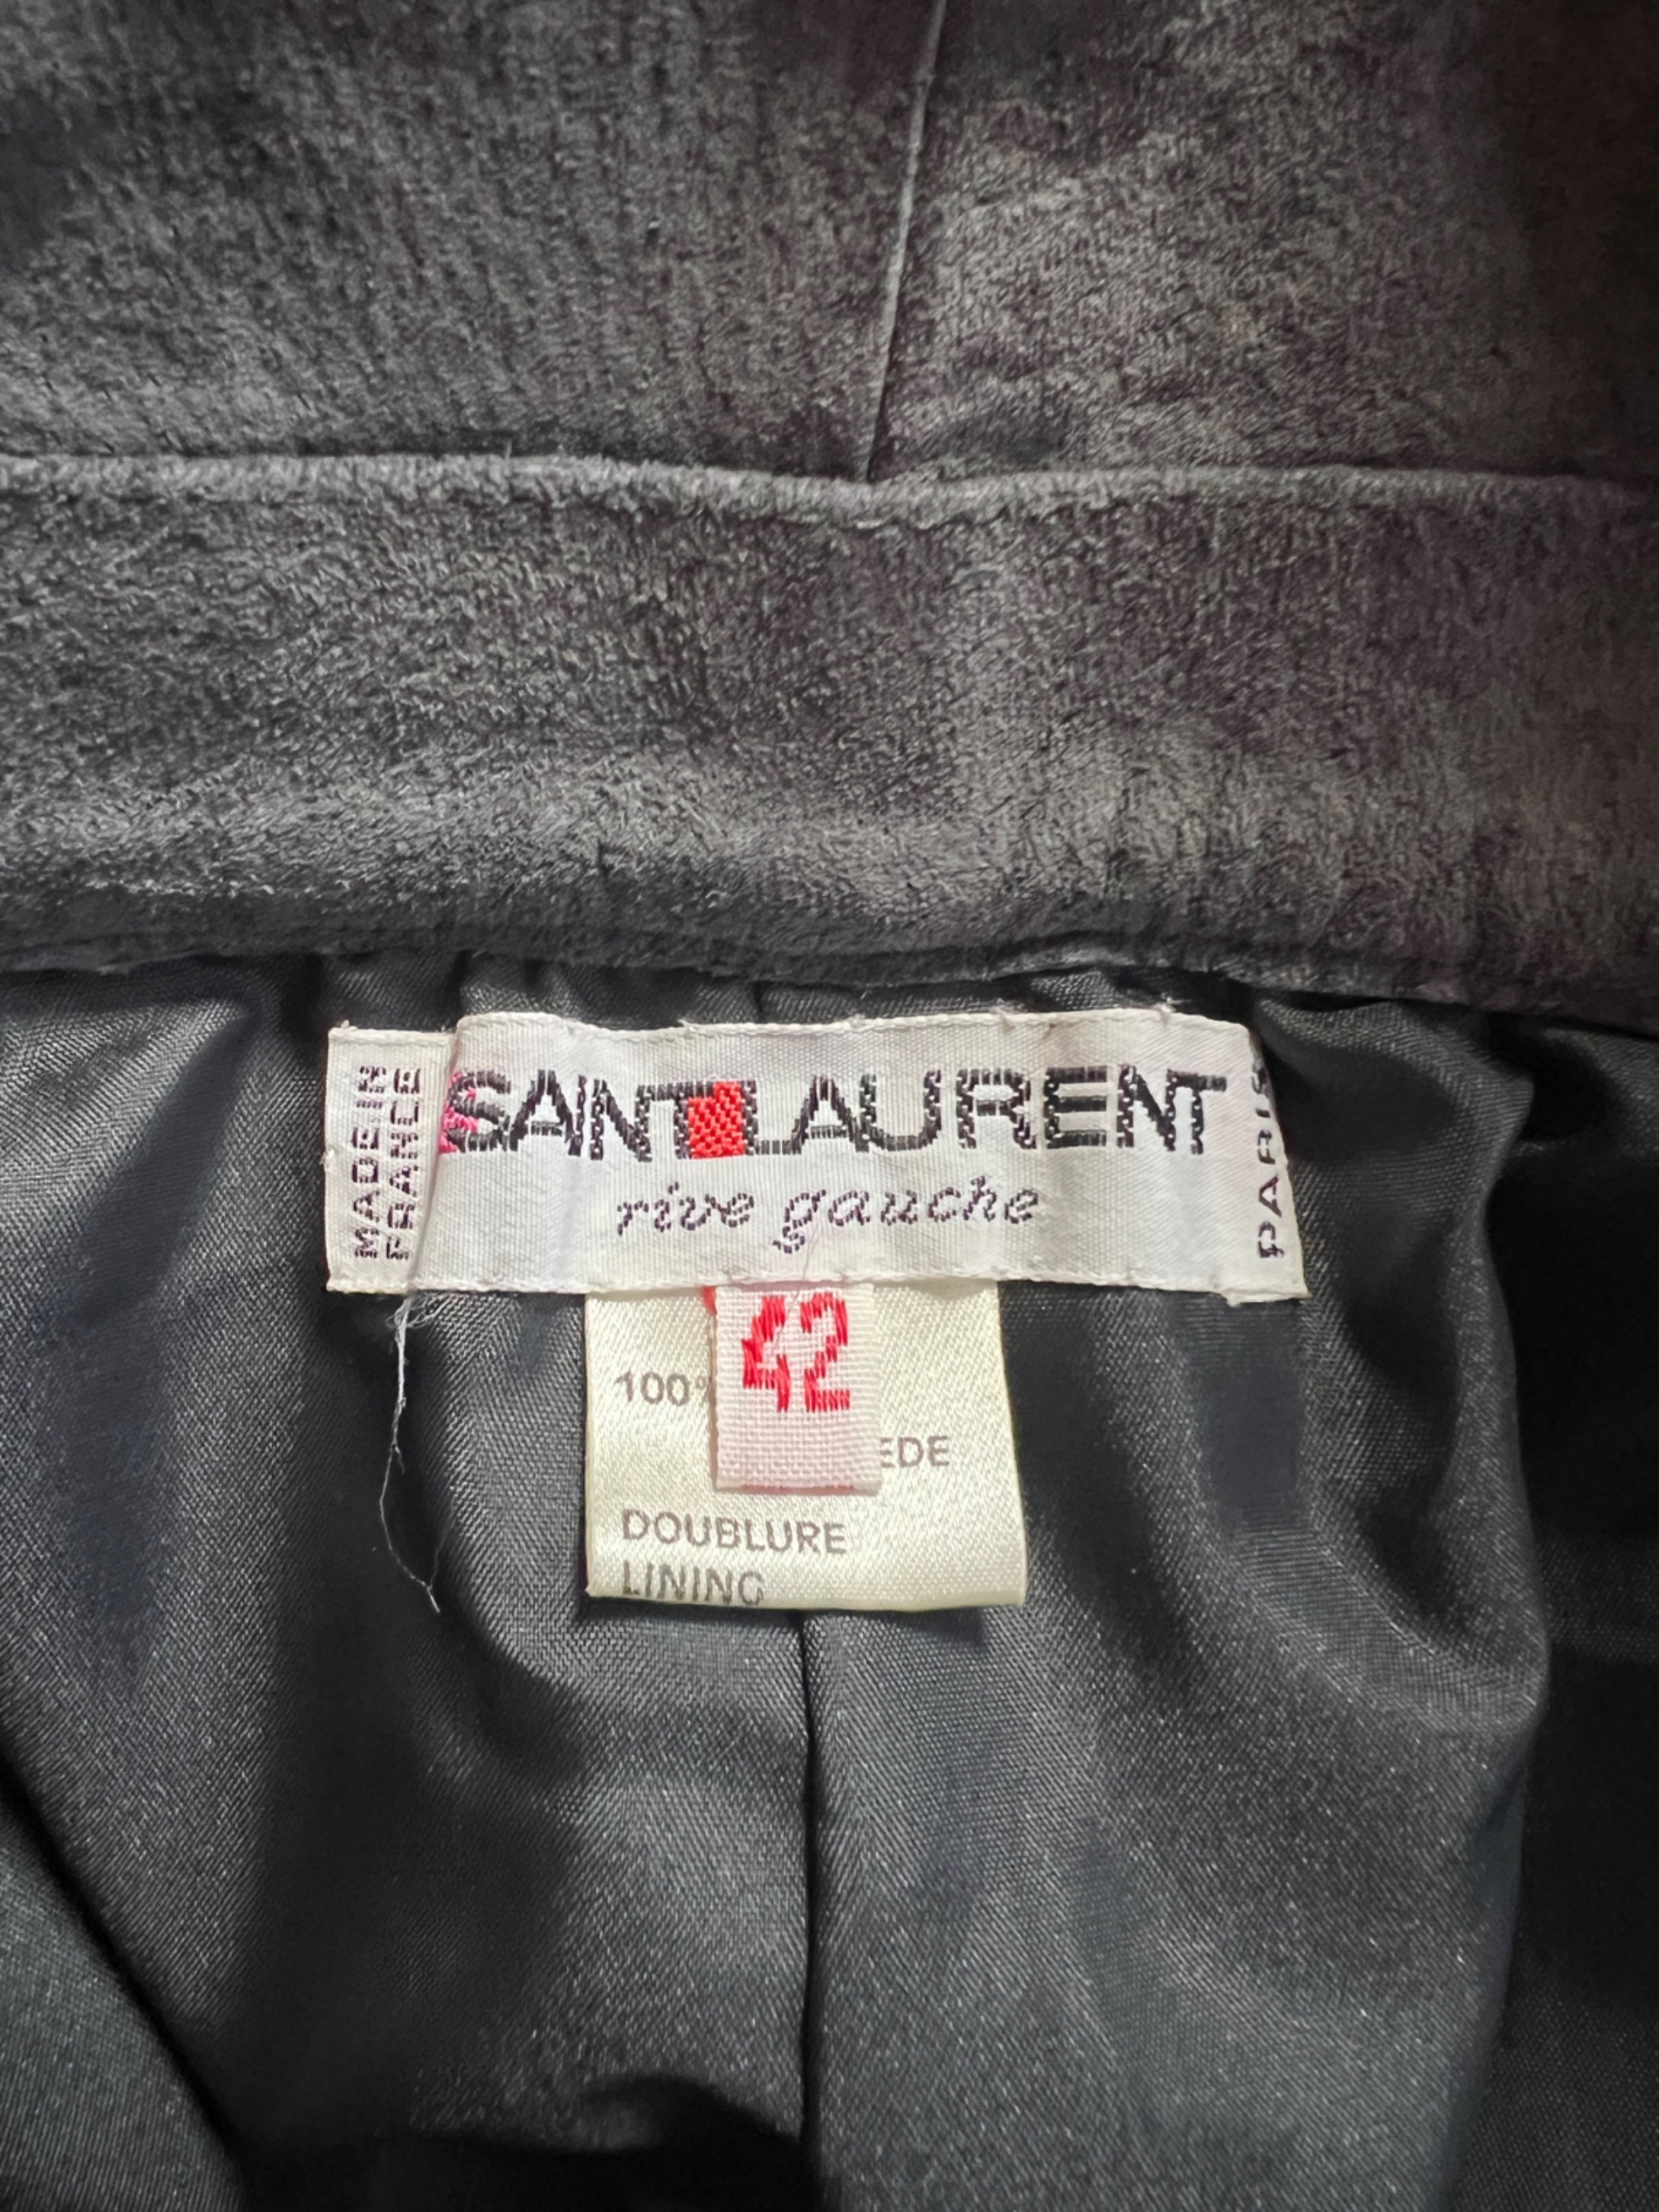 MADE IN
FRANCE
SAINT LAURENT
rive gauche
PARIS
42
100%
EDE
DOUBLURE
LINING